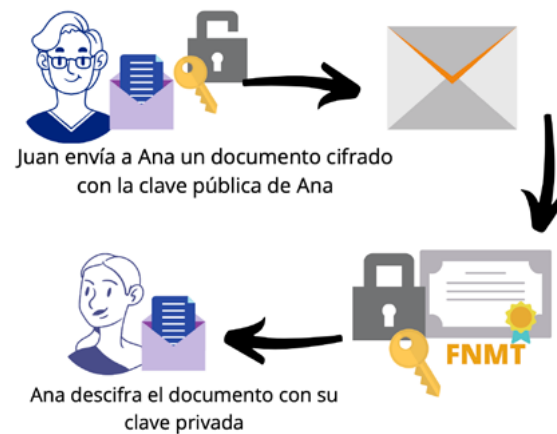 Juan envía a Ana un documento cifrado
con la clave pública de Ana
FNMT
Ana descifra el documento con su
clave privada